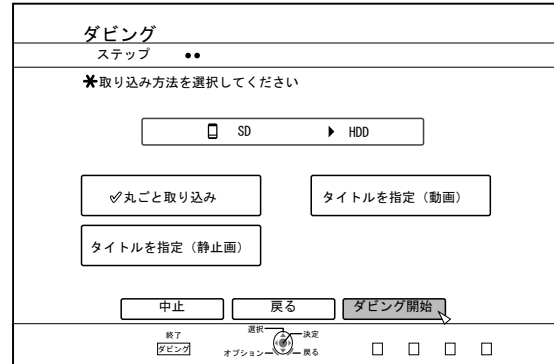 ダビング
ステップ ●●
✱取り込み方法を選択してください
SD ▶ HDD
✓丸ごと取り込み
タイトルを指定（動画）
タイトルを指定（静止画）
中止
戻る
ダビング開始
終了
ダビング
選択
決定
オプション
戻る